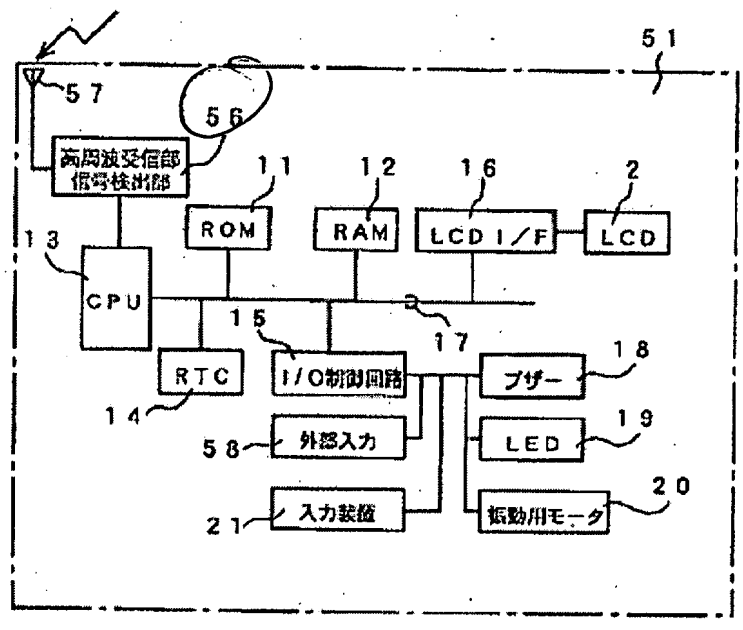 51
57
56
高周波受信部
信号検出部
11
12
16
2
ROM
RAM
LCD I/F
LCD
13
CPU
15
17
18
RTC
I/O制御回路
ブザー
14
19
58
外部入力
LED
20
21
入力装置
振動用モータ